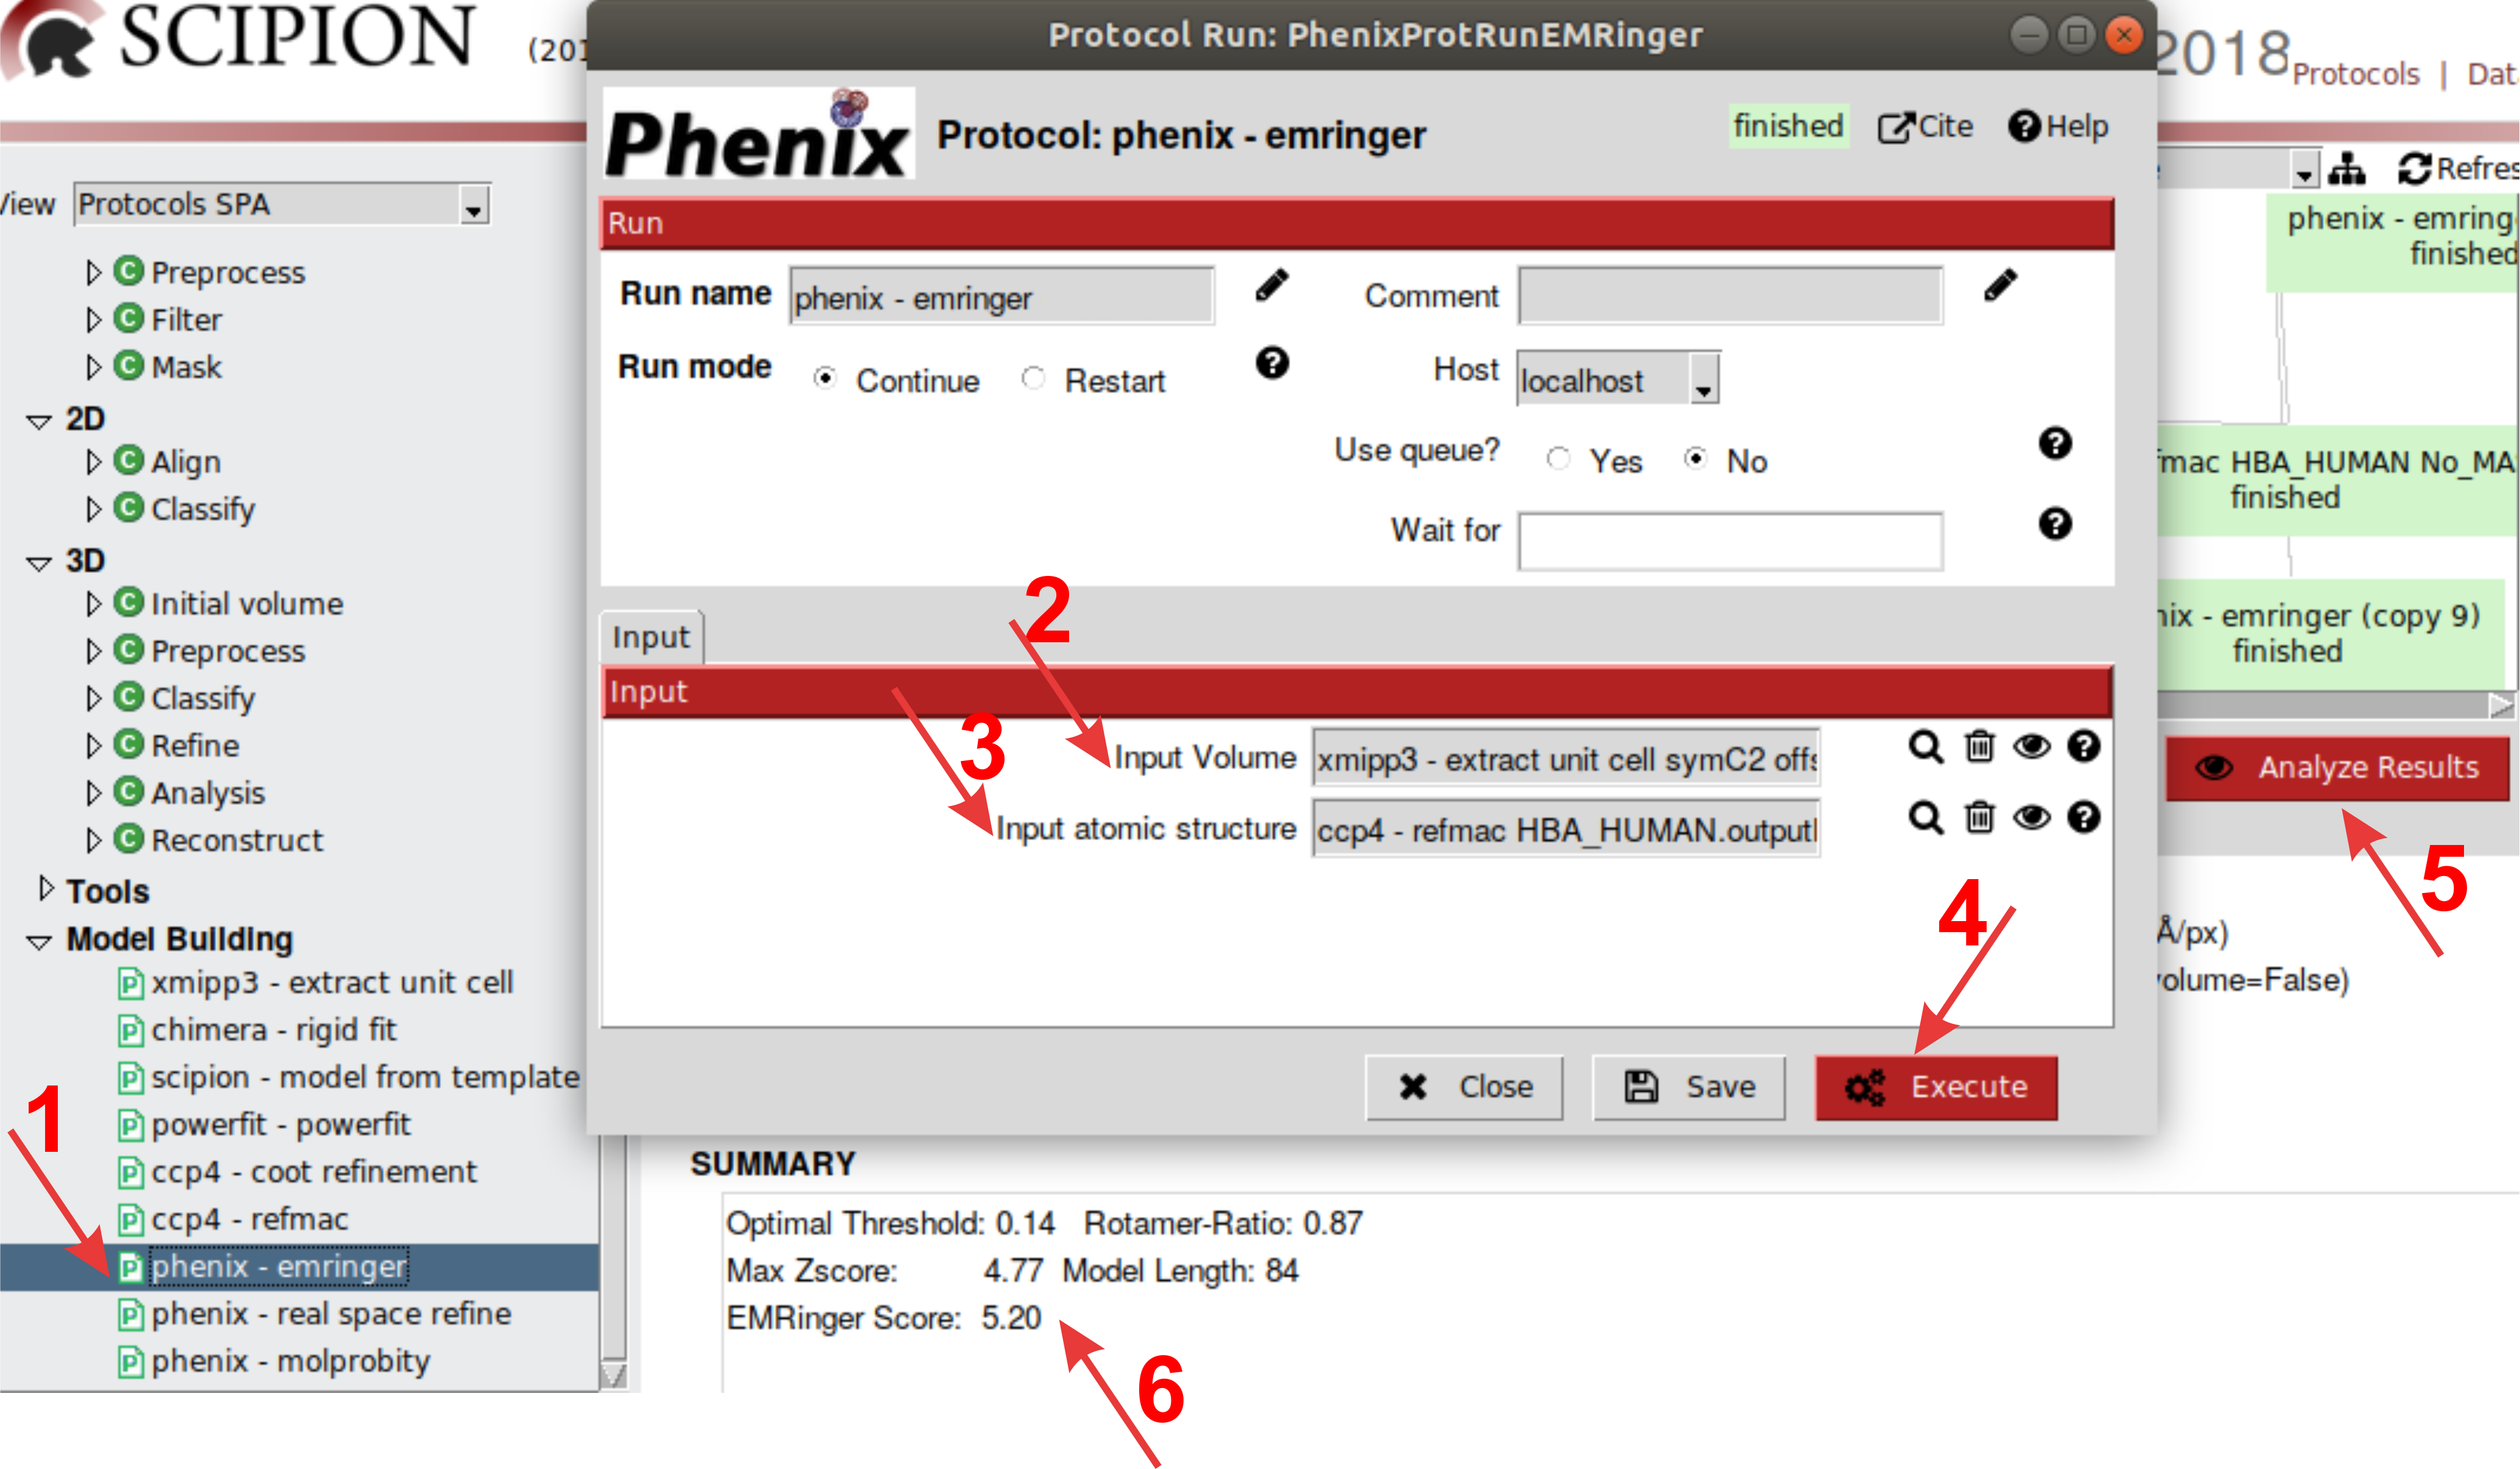 SCIPION (201
Protocol Run: PhenixProtRunEMRinger
2018 Protocols | Dat
Phenix Protocol: phenix - emringer finished Cite Help
View Protocols SPA
Refres
Preprocess
Filter
Mask
2D
Align
Classify
3D
Initial volume
Preprocess
Classify
Refine
Analysis
Reconstruct
Tools
Model Building
xmipp3 - extract unit cell
chimera - rigid fit
scipion - model from template
powerfit - powerfit
ccp4 - coot refinement
ccp4 - refmac
phenix - emringer
phenix - real space refine
phenix - molprobity
1
Run
Run name phenix - emringer Comment
Run mode Continue Restart Host localhost
Use queue? Yes No
Wait for
2
Input
Input
3
Input Volume xmipp3 - extract unit cell symC2 offs
Input atomic structure ccp4 - refmac HBA_HUMAN.output
4
Close Save Execute
phenix - emring
finished
fmac HBA_HUMAN No_MA
finished
nix - emringer (copy 9)
finished
Analyze Results
5
Å/px)
volume=False)
SUMMARY
Optimal Threshold: 0.14 Rotamer-Ratio: 0.87
Max Zscore: 4.77 Model Length: 84
EMRinger Score: 5.20
6